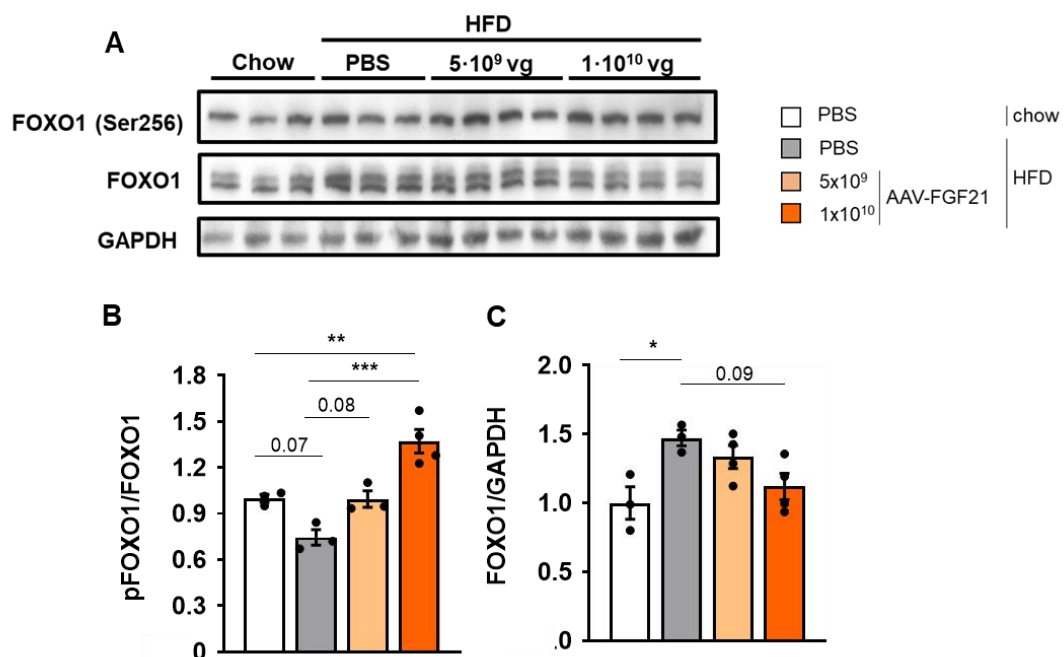 A
HFD
Chow PBS 5·10⁹ vg 1·10¹⁰ vg
FOXO1 (Ser256)
FOXO1
GAPDH
PBS chow
PBS
5x10⁹
1x10¹⁰
AAV-FGF21
HFD
B
**
***
0.08
0.07
1.8
1.5
1.2
0.9
0.6
0.3
0
pFOXO1/FOXO1
C
*
0.09
2.0
1.5
1.0
0.5
.0
FOXO1/GAPDH